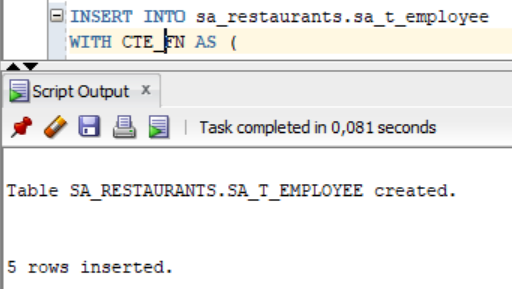 INSERT INTO sa_restaurants.sa_t_employee
WITH CTE_FN AS (
Script Output x
Task completed in 0,081 seconds
Table SA_RESTAURANTS.SA_T_EMPLOYEE created.
5 rows inserted.